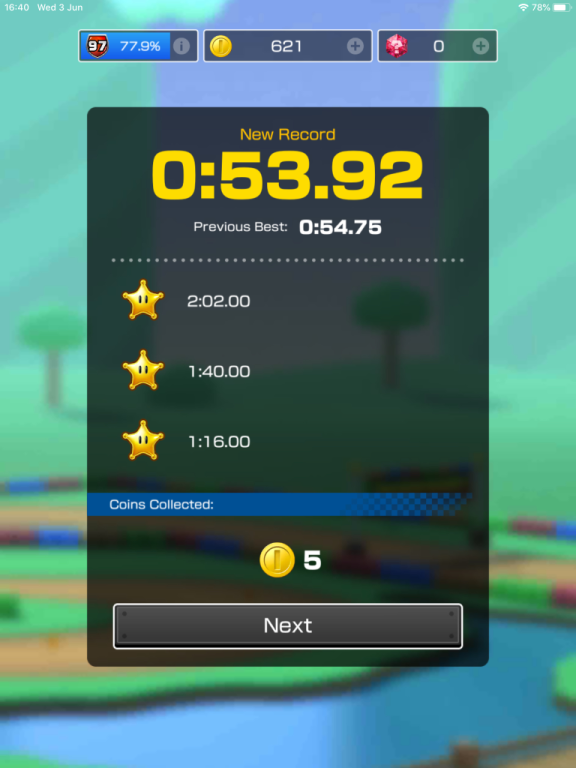 16:40 Wed 3 Jun 78%
97 77.9% i 621 + 0 +
New Record
0:53.92
Previous Best: 0:54.75
2:02.00
1:40.00
1:16.00
Coins Collected:
5
Next